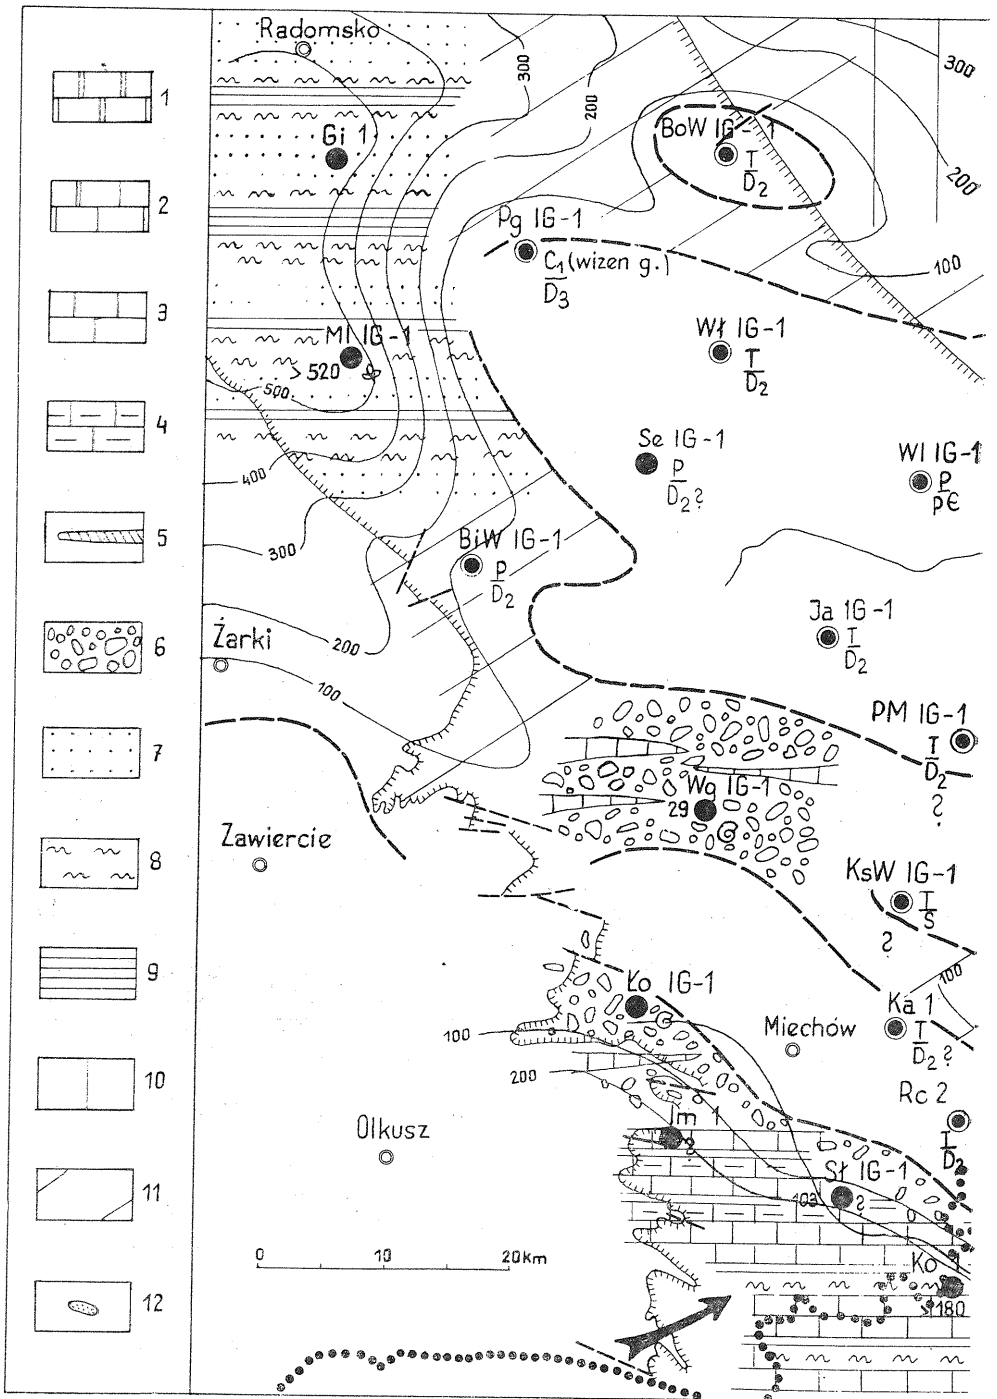 1
2
3
4
5
6
7
8
9
10
11
12
Radomsko
300
300
200
Gi 1
BoW IG-1
T
D2
200
Pg IG-1
C1 (wizen g.)
D3
100
Wł IG-1
T
D2
Ml IG-1
> 520
500
400
Se IG-1
P
D2?
Wl IG-1
P
p€
300
BiW IG-1
P
D2
Ja IG-1
T
D2
Żarki
200
100
PM IG-1
T
D2
?
Wg IG-1
29
Zawiercie
KsW IG-1
T
S
?
100
Ło IG-1
Ka 1
T
D2?
Miechów
100
200
Rc 2
T
D2
Im 1
?
Olkusz
Sł IG-1
103
?
0
10
20km
Ko 1
> 180